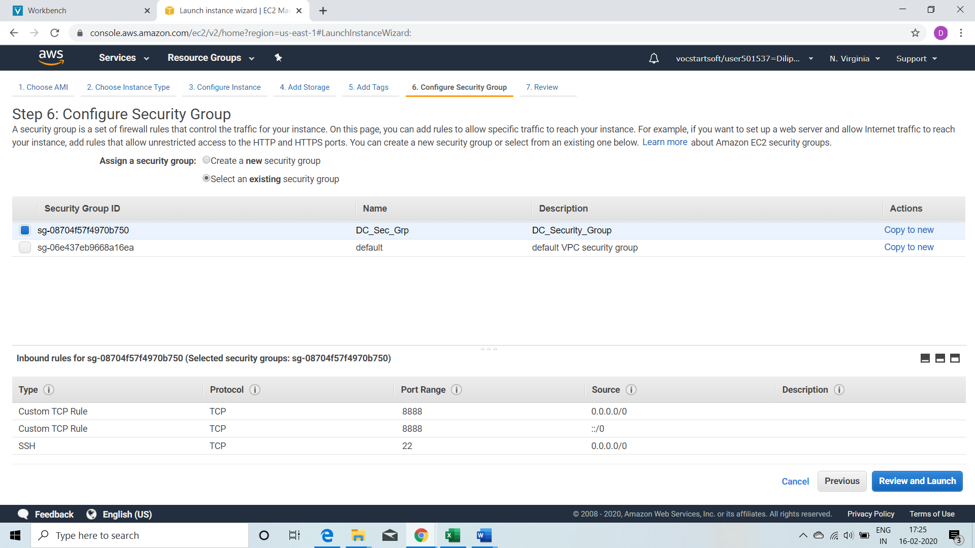 Workbench
Launch instance wizard | EC2 Ma
console.aws.amazon.com/ec2/v2/home?region=us-east-1#LaunchInstanceWizard:
D
aws Services Resource Groups vocstartsoft/user501537=Dilip... N. Virginia Support
1. Choose AMI 2. Choose Instance Type 3. Configure Instance 4. Add Storage 5. Add Tags 6. Configure Security Group 7. Review
Step 6: Configure Security Group
A security group is a set of firewall rules that control the traffic for your instance. On this page, you can add rules to allow specific traffic to reach your instance. For example, if you want to set up a web server and allow Internet traffic to reach
your instance, add rules that allow unrestricted access to the HTTP and HTTPS ports. You can create a new security group or select from an existing one below. Learn more about Amazon EC2 security groups.
Assign a security group: Create a new security group
Select an existing security group
Security Group ID Name Description Actions
sg-08704f57f4970b750 DC_Sec_Grp DC_Security_Group Copy to new
sg-06e437eb9668a16ea default default VPC security group Copy to new
Inbound rules for sg-08704f57f4970b750 (Selected security groups: sg-08704f57f4970b750)
Type Protocol Port Range Source Description
Custom TCP Rule TCP 8888 0.0.0.0/0
Custom TCP Rule TCP 8888 ::/0
SSH TCP 22 0.0.0.0/0
Cancel Previous Review and Launch
Feedback English (US) © 2008 - 2020, Amazon Web Services, Inc. or its affiliates. All rights reserved. Privacy Policy Terms of Use
Type here to search
ENG
IN
17:25
16-02-2020
3